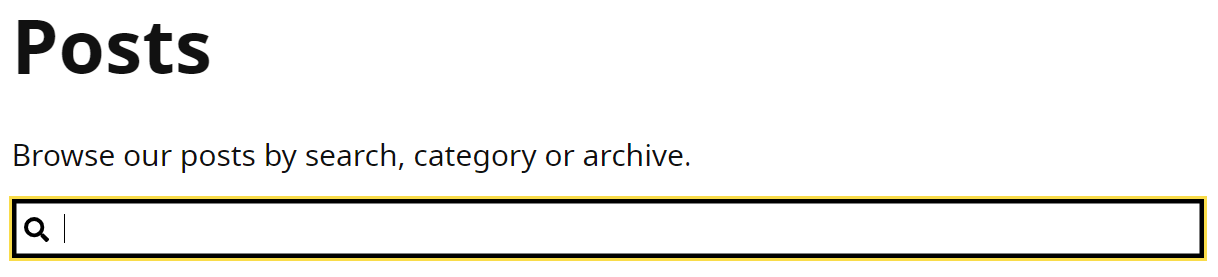 Posts
Browse our posts by search, category or archive.